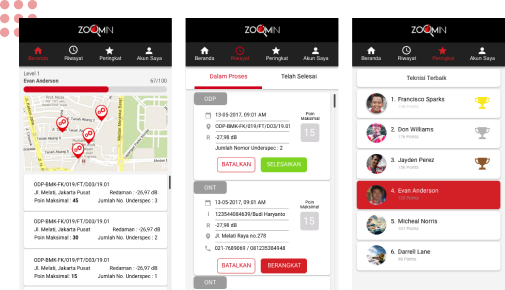 ZOOMIN
Beranda Riwayat Peringkat Akun Saya
Level 1
Evan Anderson 67/100
ODP-BMK-FK/019/FT/D03/19.01
Jl. Melati, Jakarta Pusat Redaman : -26,97 dB
Poin Maksimal : 45 Jumlah No. Underspec : 3
ODP-BMK-FK/019/FT/D03/19.01
Jl. Melati, Jakarta Pusat Redaman : -26,97 dB
Poin Maksimal : 30 Jumlah No. Underspec : 2
ODP-BMK-FK/019/FT/D03/19.01
Jl. Melati, Jakarta Pusat Redaman : -26,97 dB
Poin Maksimal: 15 Jumlah No. Underspec : 1
ZOOMIN
Beranda Riwayat Peringkat Akun Saya
Dalam Proses Telah Selesai
ODP
13-05-2017, 09:01 AM
Poin
Maksimal
ODP-BMK-FK/019/FT/D03/19.01
15
R -27,98 dB
Jumlah Nomor Underspec : 2
BATALKAN SELESAIKAN
ONT
13-05-2017, 09.01 AM
Poin
Maksimal
I 123544084639/Budi Haryanto
15
R -27,98 dB
Jl. Melati Raya no.278
021-7689069 / 081235384948
BATALKAN BERANGKAT
ONT
ZOOMIN
Beranda Riwayat Peringkat Akun Saya
Teknisi Terbaik
1. Francisco Sparks
2. Don Williams
3. Jayden Perez
4. Evan Anderson
5. Micheal Norris
6. Darrell Lane